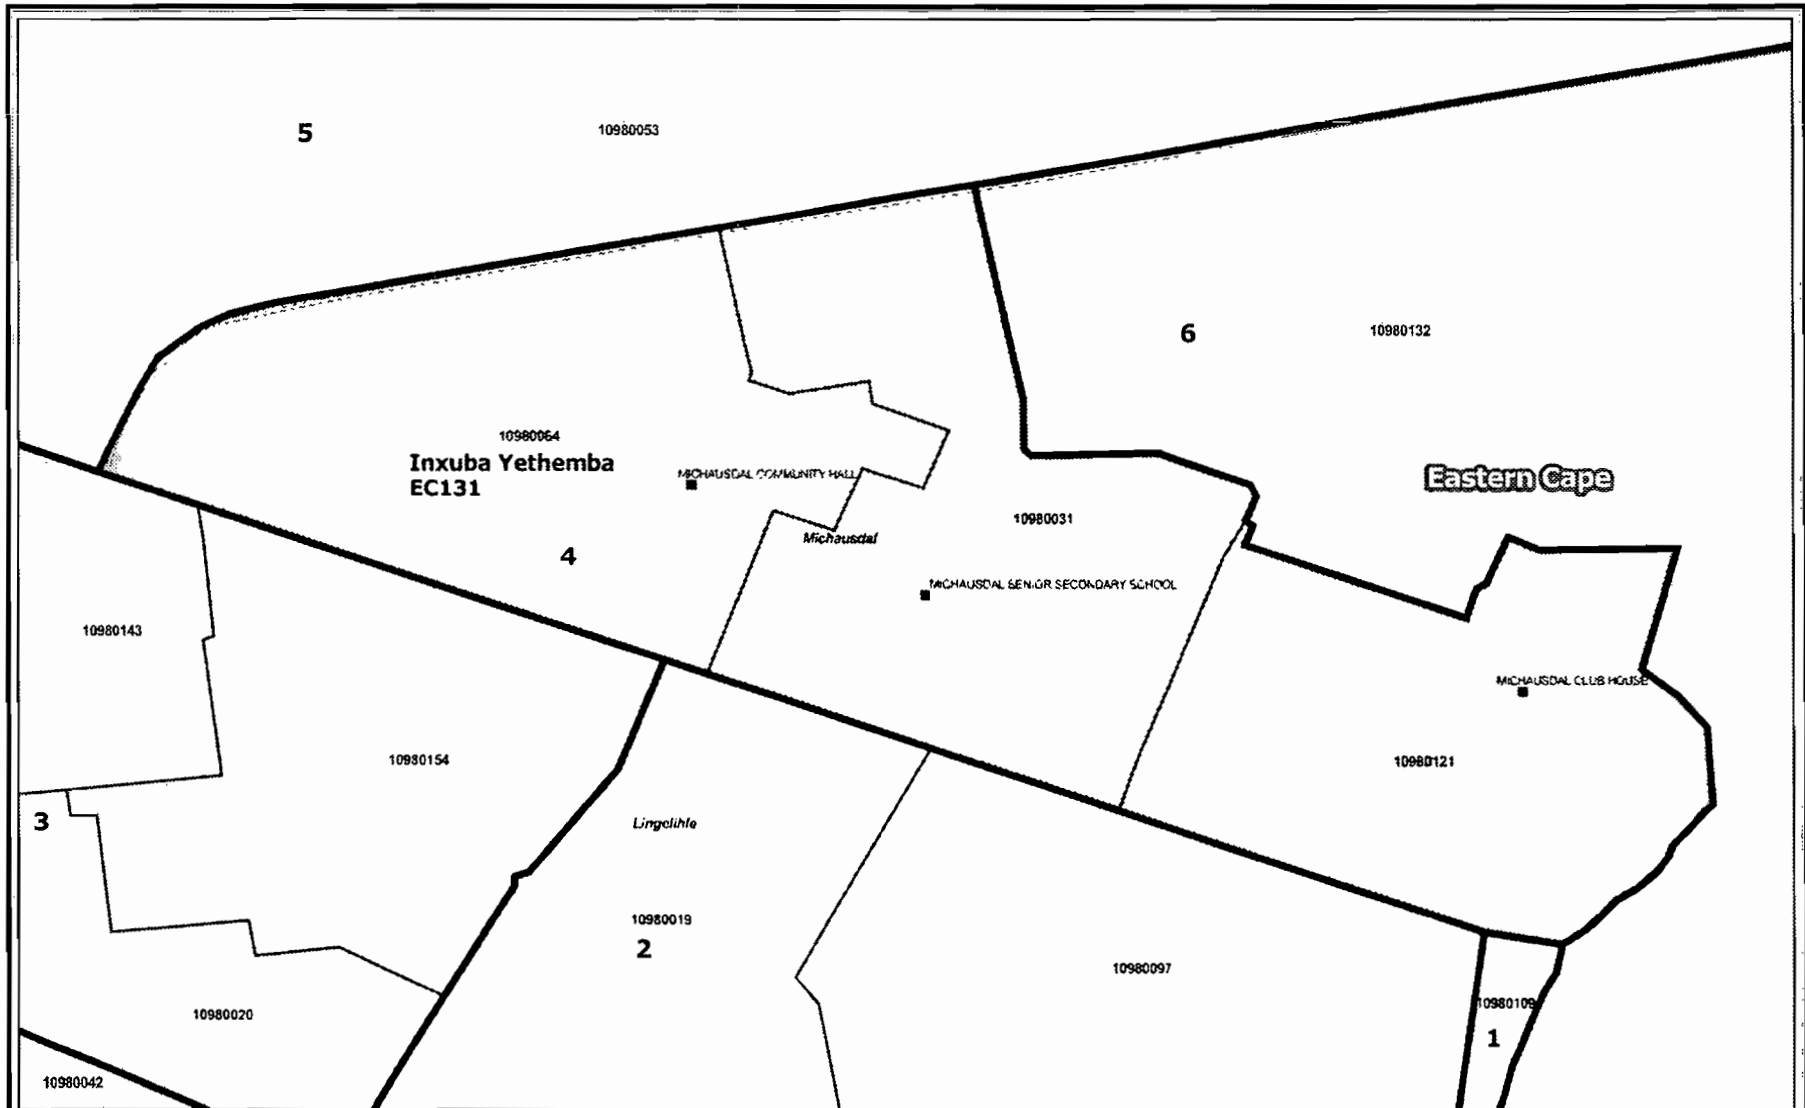 5
10980053
6
10980132
10980064
Inxuba Yethemba
EC131
MICHAUSDAL COMMUNITY HALL
Eastern Cape
10980031
Michausdal
4
MICHAUSDAL SENIOR SECONDARY SCHOOL
10980143
MICHAUSDAL CLUB HOUSE
10980154
10980121
3
Lingelihle
10980019
2
10980097
10980109
10980020
1
10980042